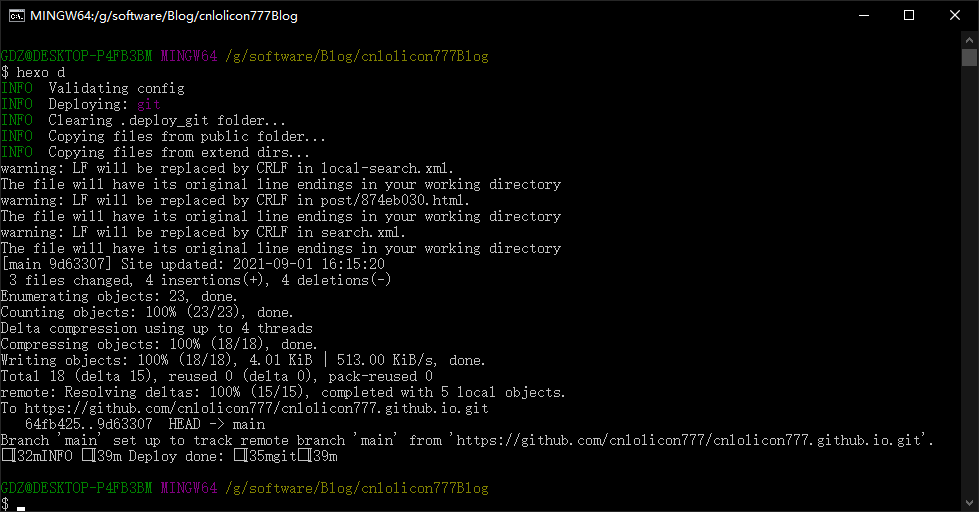 MINGW64:/g/software/Blog/cnlolicon777Blog
GDZ@DESKTOP-P4FB3BM MINGW64 /g/software/Blog/cnlolicon777Blog
$ hexo d
INFO  Validating config
INFO  Deploying: git
INFO  Clearing .deploy_git folder...
INFO  Copying files from public folder...
INFO  Copying files from extend dirs...
warning: LF will be replaced by CRLF in local-search.xml.
The file will have its original line endings in your working directory
warning: LF will be replaced by CRLF in post/874eb030.html.
The file will have its original line endings in your working directory
warning: LF will be replaced by CRLF in search.xml.
The file will have its original line endings in your working directory
[main 9d63307] Site updated: 2021-09-01 16:15:20
 3 files changed, 4 insertions(+), 4 deletions(-)
Enumerating objects: 23, done.
Counting objects: 100% (23/23), done.
Delta compression using up to 4 threads
Compressing objects: 100% (18/18), done.
Writing objects: 100% (18/18), 4.01 KiB | 513.00 KiB/s, done.
Total 18 (delta 15), reused 0 (delta 0), pack-reused 0
remote: Resolving deltas: 100% (15/15), completed with 5 local objects.
To https://github.com/cnlolicon777/cnlolicon777.github.io.git
   64fb425..9d63307  HEAD -> main
Branch 'main' set up to track remote branch 'main' from 'https://github.com/cnlolicon777/cnlolicon777.github.io.git'.
□[32mINFO □[39m Deploy done: □[35mgit□[39m
GDZ@DESKTOP-P4FB3BM MINGW64 /g/software/Blog/cnlolicon777Blog
$